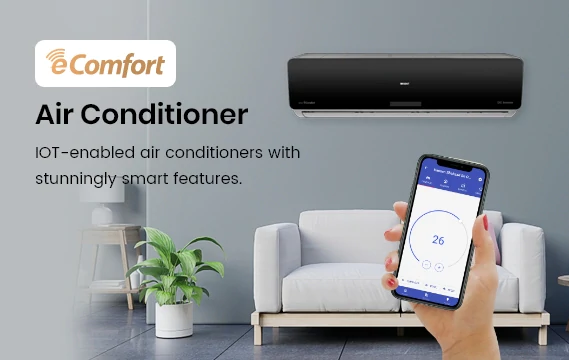 eComfort
Air Conditioner
IOT-enabled air conditioners with
stunningly smart features.
26